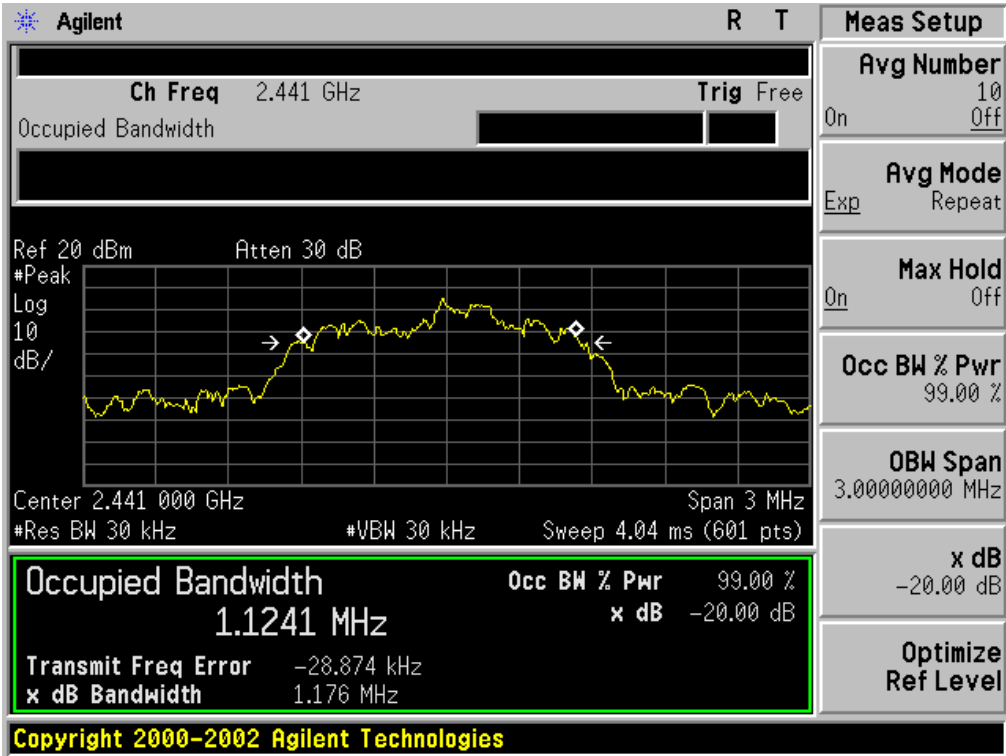 Agilent R T
Ch Freq 2.441 GHz Trig Free
Occupied Bandwidth
Ref 20 dBm Atten 30 dB
#Peak
Log
10
dB/
Center 2.441 000 GHz Span 3 MHz
#Res BW 30 kHz #VBW 30 kHz Sweep 4.04 ms (601 pts)
Occupied Bandwidth
1.1241 MHz
Occ BW % Pwr 99.00 %
x dB -20.00 dB
Transmit Freq Error -28.874 kHz
x dB Bandwidth 1.176 MHz
Copyright 2000-2002 Agilent Technologies
Meas Setup
Avg Number
10
On Off
Avg Mode
Exp Repeat
Max Hold
On Off
Occ BW % Pwr
99.00 %
OBW Span
3.00000000 MHz
x dB
-20.00 dB
Optimize
Ref Level